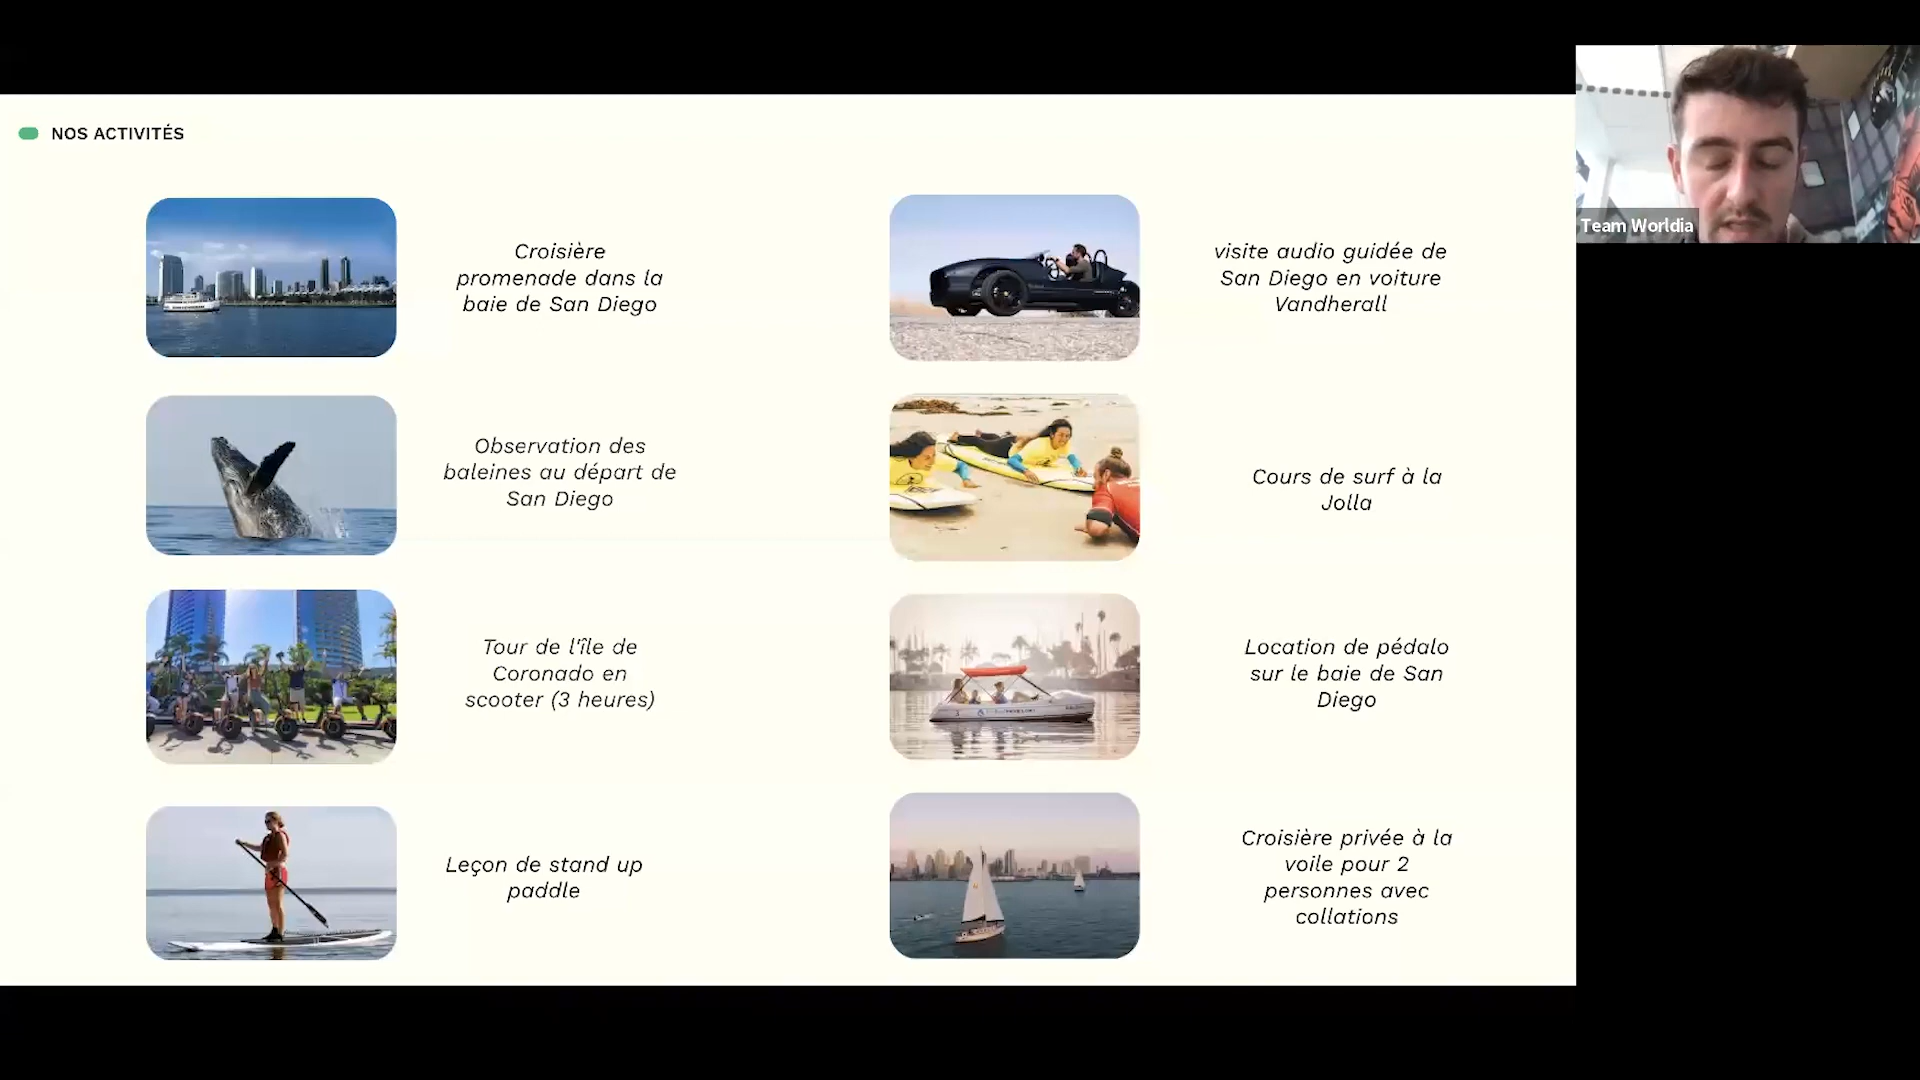 NOS ACTIVITÉS
Croisière
promenade dans la
baie de San Diego
visite audio guidée de
San Diego en voiture
Vandherall
Observation des
baleines au départ de
San Diego
Cours de surf à la
Jolla
Tour de l'île de
Coronado en
scooter (3 heures)
Location de pédalo
sur le baie de San
Diego
Leçon de stand up
paddle
Croisière privée à la
voile pour 2
personnes avec
collations
Team Worldia